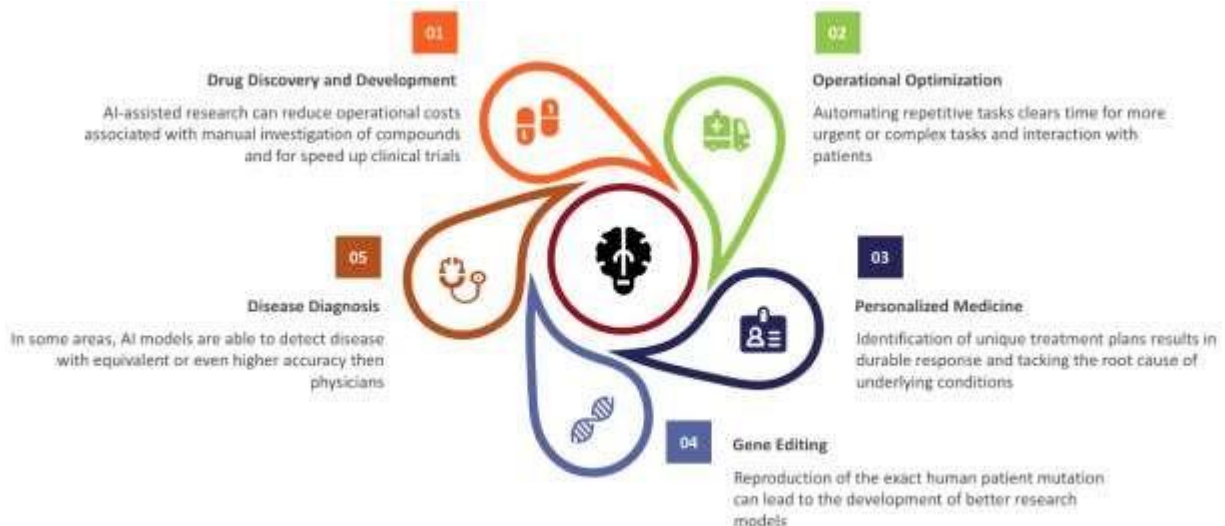 01
Drug Discovery and Development
AI-assisted research can reduce operational costs
associated with manual investigation of compounds
and for speed up clinical trials
02
Operational Optimization
Automating repetitive tasks clears time for more
urgent or complex tasks and interaction with
patients
03
Personalized Medicine
Identification of unique treatment plans results in
durable response and tacking the root cause of
underlying conditions
04
Gene Editing
Reproduction of the exact human patient mutation
can lead to the development of better research
models
05
Disease Diagnosis
In some areas, AI models are able to detect disease
with equivalent or even higher accuracy then
physicians